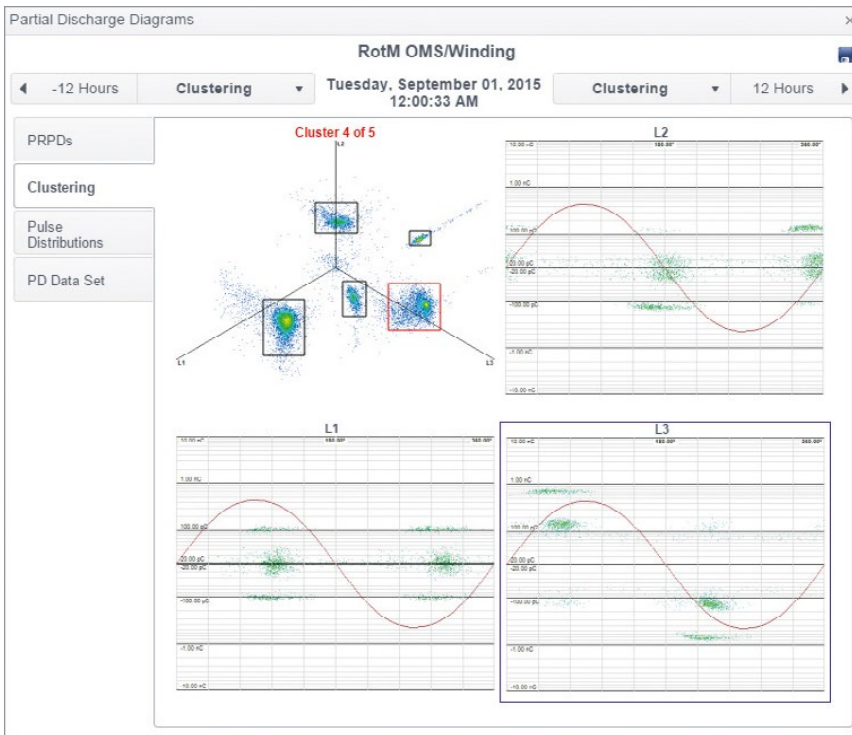 Partial Discharge Diagrams
RotM OMS/Winding
-12 Hours
Clustering
Tuesday, September 01, 2015
12:00:33 AM
Clustering
12 Hours
PRPDs
Clustering
Pulse
Distributions
PD Data Set
Cluster 4 of 5
L2
L1
L3
L2
10.00 nC
180.00°
360.00°
1.00 nC
100.00 pC
20.00 pC
-20.00 pC
-100.00 pC
-1.00 nC
-10.00 nC
L1
10.00 nC
180.00°
360.00°
1.00 nC
100.00 pC
20.00 pC
-20.00 pC
-100.00 pC
-1.00 nC
-10.00 nC
L3
10.00 nC
180.00°
360.00°
1.00 nC
100.00 pC
20.00 pC
-20.00 pC
-100.00 pC
-1.00 nC
-10.00 nC